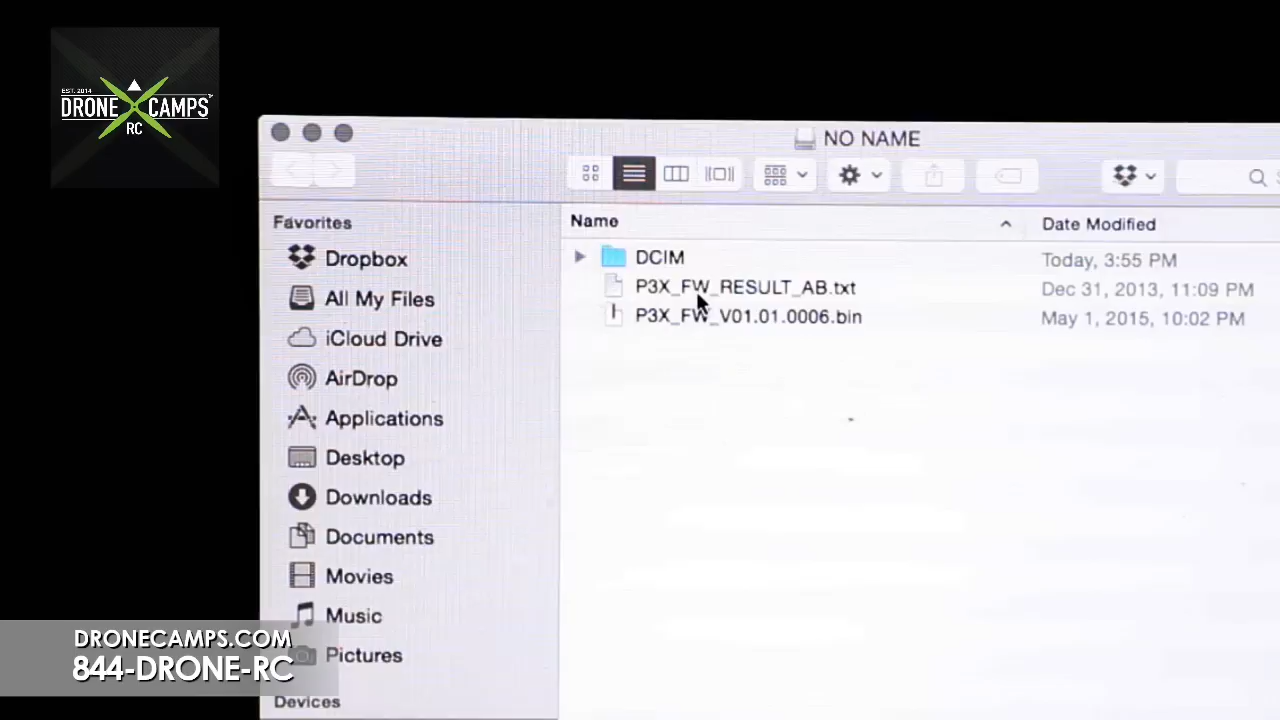 EST. 2014
DRONE CAMPS
RC
NO NAME
Favorites
Dropbox
All My Files
iCloud Drive
AirDrop
Applications
Desktop
Downloads
Documents
Movies
Music
Pictures
Devices
Name Date Modified
DCIM Today, 3:55 PM
P3X_FW_RESULT_AB.txt Dec 31, 2013, 11:09 PM
P3X_FW_V01.01.0006.bin May 1, 2015, 10:02 PM
DRONECAMPS.COM
844-DRONE-RC